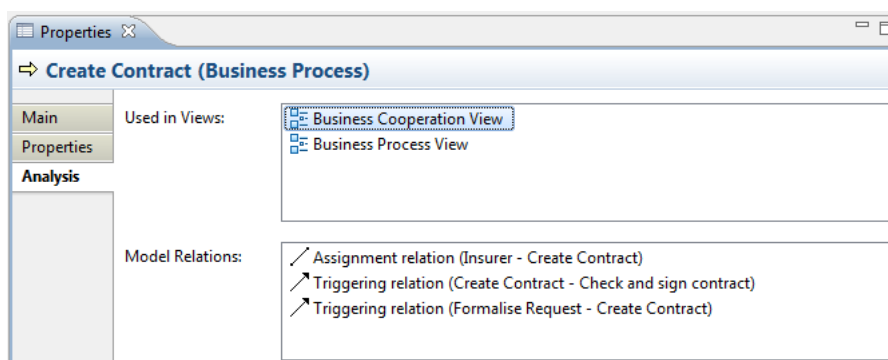 Properties
Create Contract (Business Process)
Main
Used in Views:
Business Cooperation View
Properties
Business Process View
Analysis
Model Relations:
Assignment relation (Insurer - Create Contract)
Triggering relation (Create Contract - Check and sign contract)
Triggering relation (Formalise Request - Create Contract)